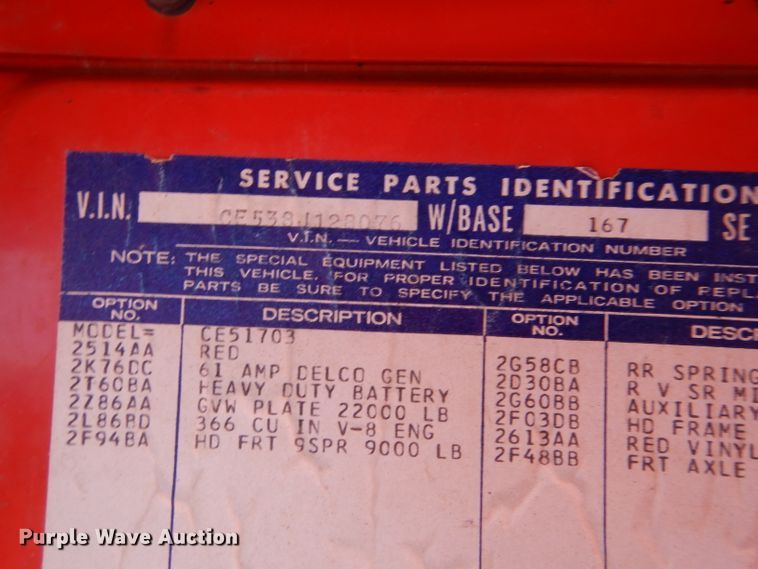 SERVICE PARTS IDENTIFICATION
V.I.N. CE538J128076 W/BASE 167 SE
V.I.N. — VEHICLE IDENTIFICATION NUMBER
NOTE: THE SPECIAL EQUIPMENT LISTED BELOW HAS BEEN INST
THIS VEHICLE. FOR PROPER IDENTIFICATION OF REPL
PARTS BE SURE TO SPECIFY THE APPLICABLE OPTION
OPTION NO. DESCRIPTION OPTION NO. DESC
MODEL= CE51703
2514AA RED 2G58CB RR SPRING
2K76DC 61 AMP DELCO GEN 2D30BA R V SR MI
2T60BA HEAVY DUTY BATTERY 2G60BB AUXILIARY
2Z86AA GVW PLATE 22000 LB 2F03DB HD FRAME
2L86BD 366 CU IN V-8 ENG 2613AA RED VINYL
2F94BA HD FRT 9SPR 9000 LB 2F48BB FRT AXLE
Purple Wave Auction